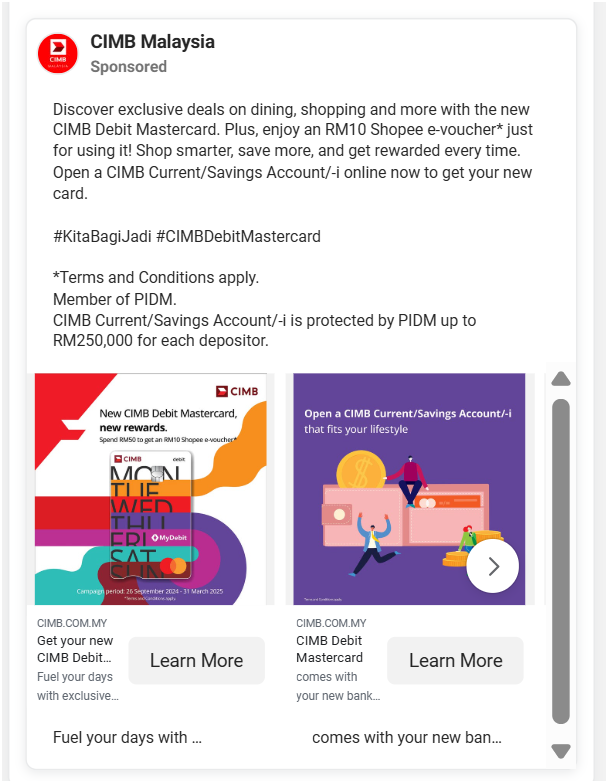 CIMB Malaysia
CIMB
Sponsored
Discover exclusive deals on dining, shopping and more with the new
CIMB Debit Mastercard. Plus, enjoy an RM10 Shopee e-voucher* just
for using it! Shop smarter, save more, and get rewarded every time.
Open a CIMB Current/Savings Account/-i online now to get your new
card.
#KitaBagiJadi #CIMBDebitMastercard
*Terms and Conditions apply.
Member of PIDM.
CIMB Current/Savings Account/-i is protected by PIDM up to
RM250,000 for each depositor.
CIMB
New CIMB Debit Mastercard,
new rewards.
Spend RM50 to get an RM10 Shopee e-voucher*
CIMB debit
MON
TUE
WED
THU
FRI
MyDebit
SAT
SUN
Campaign period: 26 September 2024 - 31 March 2025
*Terms and Conditions apply.
Open a CIMB Current/Savings Account/-i
that fits your lifestyle
Terms and Conditions apply
CIMB.COM.MY
Get your new
CIMB Debit...
Fuel your days
with exclusive...
Learn More
CIMB.COM.MY
CIMB Debit
Mastercard
comes with
your new bank...
Learn More
Fuel your days with ...
comes with your new ban...